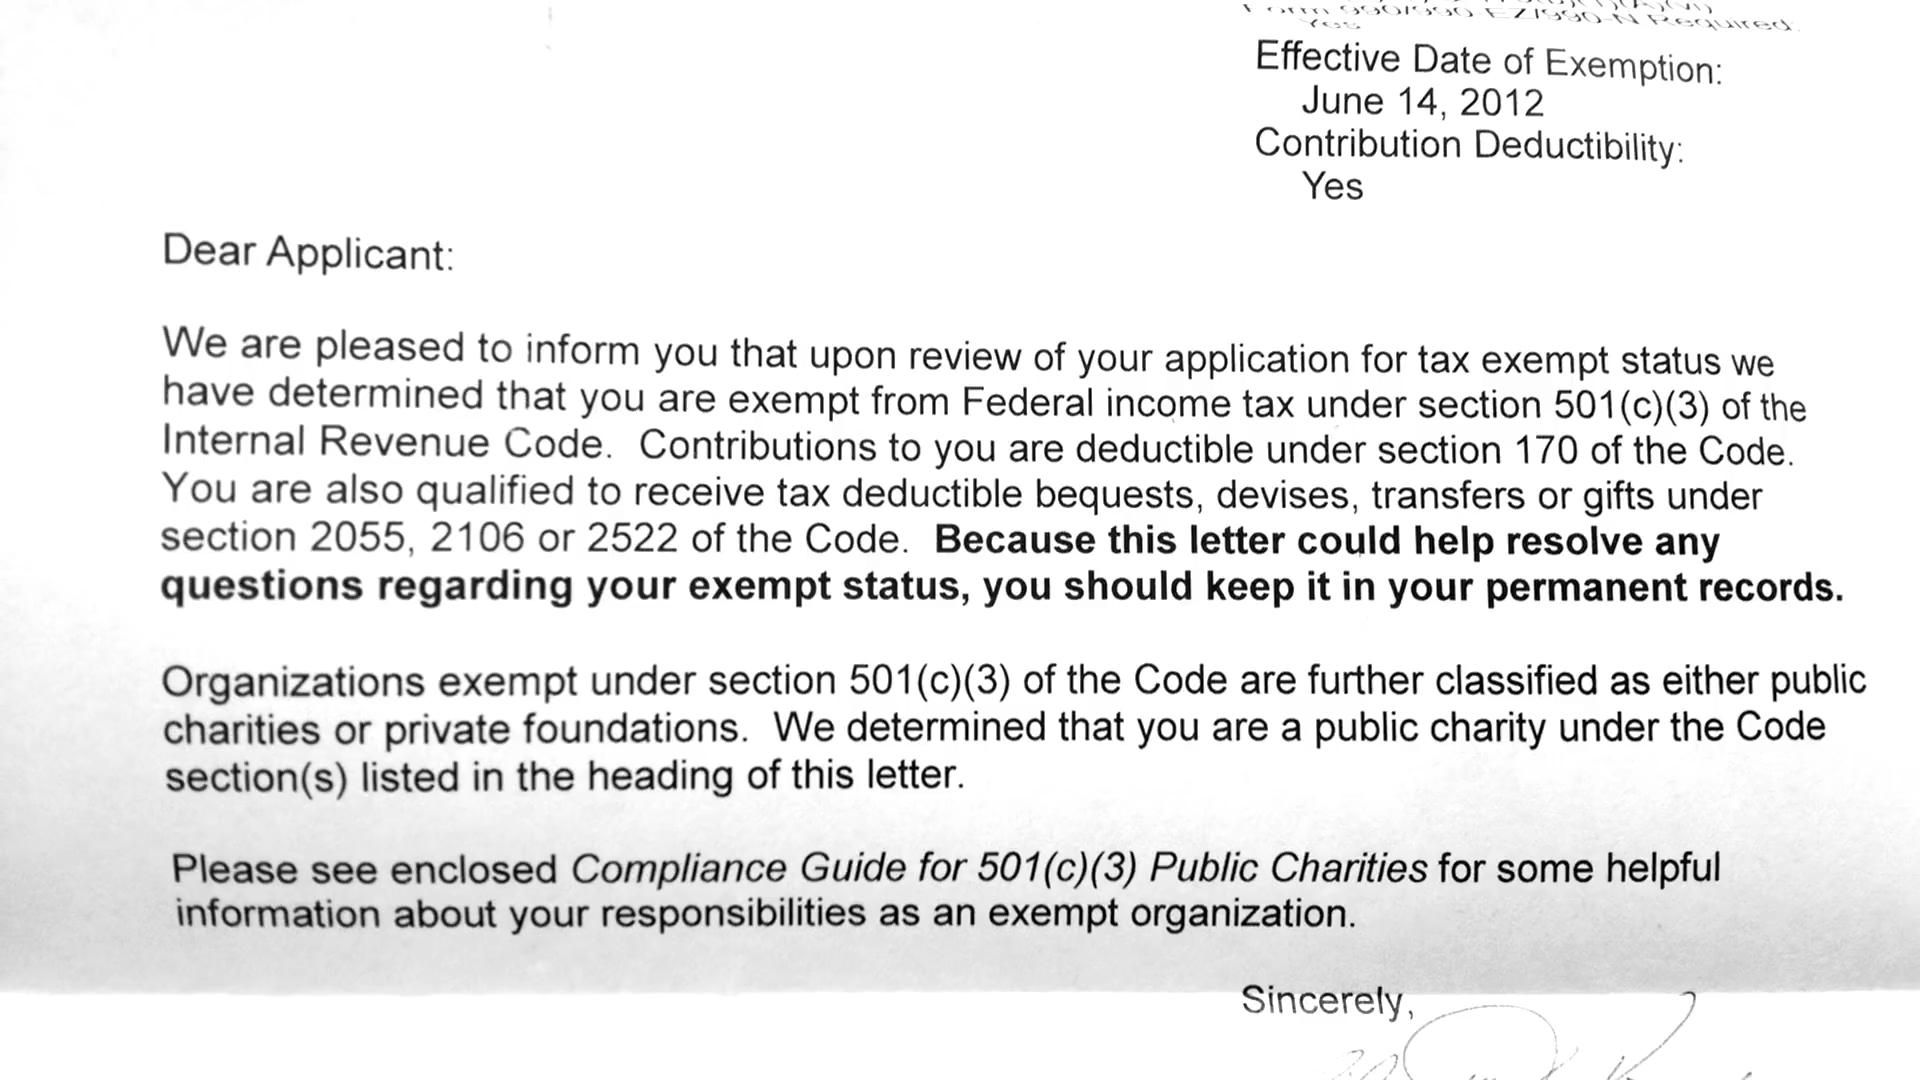 Form 990/990-EZ/990-N Required:
Yes
Effective Date of Exemption:
June 14, 2012
Contribution Deductibility:
Yes
Dear Applicant:
We are pleased to inform you that upon review of your application for tax exempt status we
have determined that you are exempt from Federal income tax under section 501(c)(3) of the
Internal Revenue Code. Contributions to you are deductible under section 170 of the Code.
You are also qualified to receive tax deductible bequests, devises, transfers or gifts under
section 2055, 2106 or 2522 of the Code. Because this letter could help resolve any
questions regarding your exempt status, you should keep it in your permanent records.
Organizations exempt under section 501(c)(3) of the Code are further classified as either public
charities or private foundations. We determined that you are a public charity under the Code
section(s) listed in the heading of this letter.
Please see enclosed Compliance Guide for 501(c)(3) Public Charities for some helpful
information about your responsibilities as an exempt organization.
Sincerely,